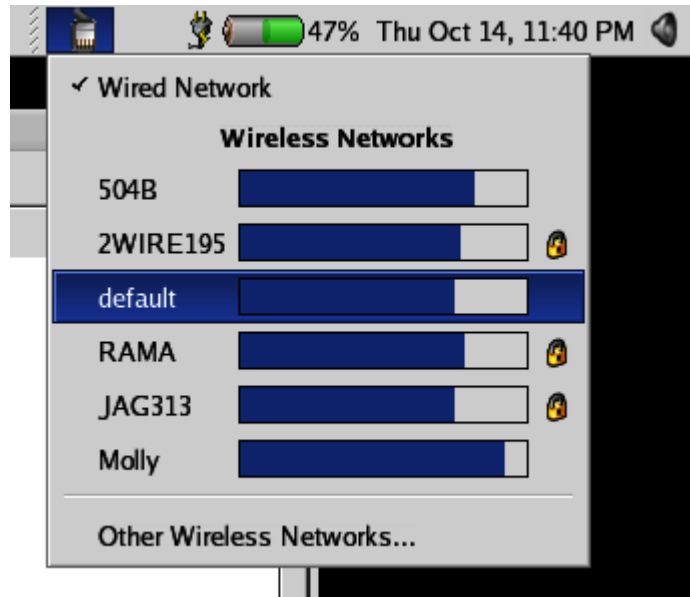 47% Thu Oct 14, 11:40 PM
Wired Network
Wireless Networks
504B
2WIRE195
default
RAMA
JAG313
Molly
Other Wireless Networks...